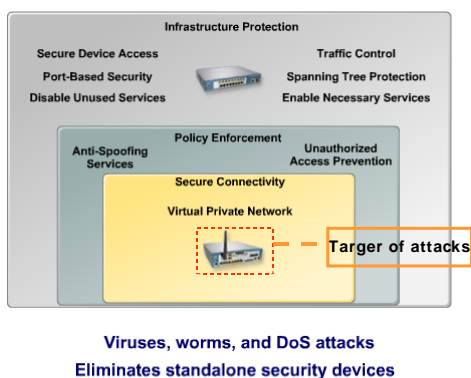 Infrastructure Protection
Secure Device Access
Traffic Control
Port-Based Security
Spanning Tree Protection
Disable Unused Services
Enable Necessary Services
Policy Enforcement
Anti-Spoofing
Services
Unauthorized
Access Prevention
Secure Connectivity
Virtual Private Network
Targer of attacks
Viruses, worms, and DoS attacks
Eliminates standalone security devices